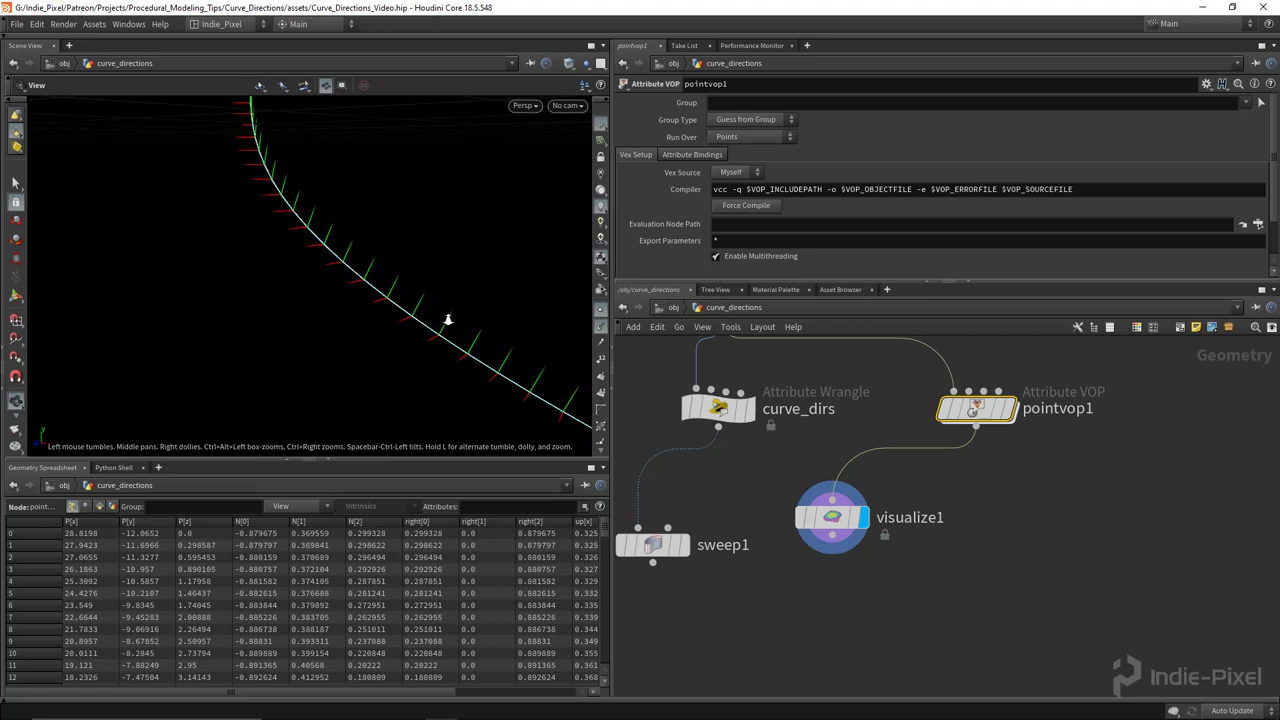 G:/Indie_Pixel/Patreon/Projects/Procedural_Modeling_Tips/Curve_Directions/assets/Curve_Directions_Video.hip - Houdini Core 18.5.548
File Edit Render Assets Windows Help Indie_Pixel Main Main
Scene View
obj curve_directions
View
Persp No cam
Left mouse tumbles. Middle pans. Right dollies. Ctrl+Alt+Left box-zooms. Ctrl+Right zooms. Spacebar-Ctrl-Left tilts. Hold L for alternate tumble, dolly, and zoom.
Geometry Spreadsheet Python Shell
obj curve_directions
Node: point... Group: View Intrinsics Attributes:
P[x] P[y] P[z] N[0] N[1] N[2] right[0] right[1] right[2] up[x]
0 28.8198 -12.0652 0.0 -0.879675 0.369559 0.299328 0.299328 0.0 0.879675 0.325
1 27.9423 -11.6966 0.298587 -0.879797 0.369841 0.298622 0.298622 0.0 0.879797 0.325
2 27.0655 -11.3277 0.595453 -0.880159 0.370689 0.296494 0.296494 0.0 0.880159 0.326
3 26.1863 -10.957 0.890105 -0.880757 0.372104 0.292926 0.292926 0.0 0.880757 0.327
4 25.3092 -10.5857 1.17958 -0.881582 0.374105 0.287851 0.287851 0.0 0.881582 0.329
5 24.4276 -10.2107 1.46437 -0.882615 0.376688 0.281241 0.281241 0.0 0.882615 0.332
6 23.549 -9.8345 1.74045 -0.883844 0.379892 0.272951 0.272951 0.0 0.883844 0.335
7 22.6644 -9.45283 2.00888 -0.885226 0.383705 0.262955 0.262955 0.0 0.885226 0.339
8 21.7833 -9.06916 2.26494 -0.886738 0.388187 0.251011 0.251011 0.0 0.886738 0.344
9 20.8957 -8.67852 2.50957 -0.88831 0.393311 0.237088 0.237088 0.0 0.88831 0.349
10 20.0111 -8.2845 2.73794 -0.889889 0.399154 0.220848 0.220848 0.0 0.889889 0.355
11 19.121 -7.88249 2.95 -0.891365 0.40568 0.20222 0.20222 0.0 0.891365 0.361
12 18.2326 -7.47504 3.14143 -0.892624 0.412952 0.180809 0.180809 0.0 0.892624 0.368
pointvop1 Take List Performance Monitor
obj curve_directions
Attribute VOP pointvop1
Group
Group Type Guess from Group
Run Over Points
Vex Setup Attribute Bindings
Vex Source Myself
Compiler vcc -q $VOP_INCLUDEPATH -o $VOP_OBJECTFILE -e $VOP_ERRORFILE $VOP_SOURCEFILE
Force Compile
Evaluation Node Path
Export Parameters *
Enable Multithreading
/obj/curve_directions Tree View Material Palette Asset Browser
obj curve_directions
Add Edit Go View Tools Layout Help
Geometry
Attribute Wrangle
curve_dirs
Attribute VOP
pointvop1
visualize1
sweep1
Indie-Pixel
Auto Update